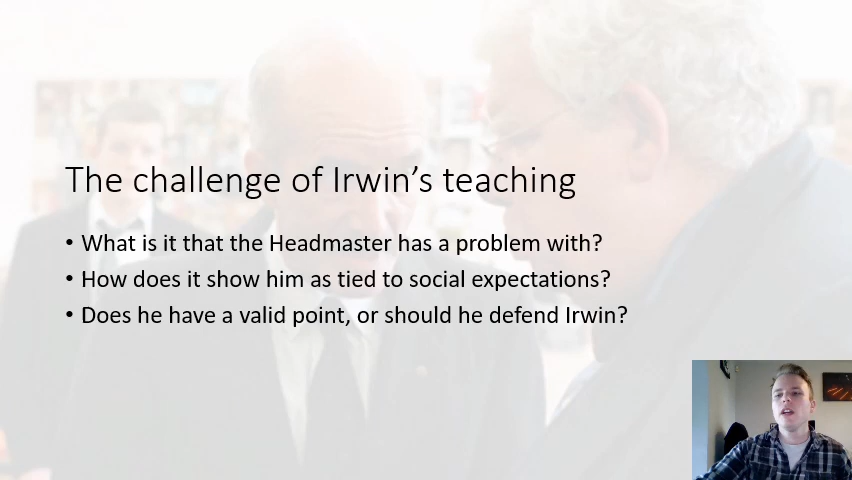 The challenge of Irwin’s teaching
• What is it that the Headmaster has a problem with?
• How does it show him as tied to social expectations?
• Does he have a valid point, or should he defend Irwin?